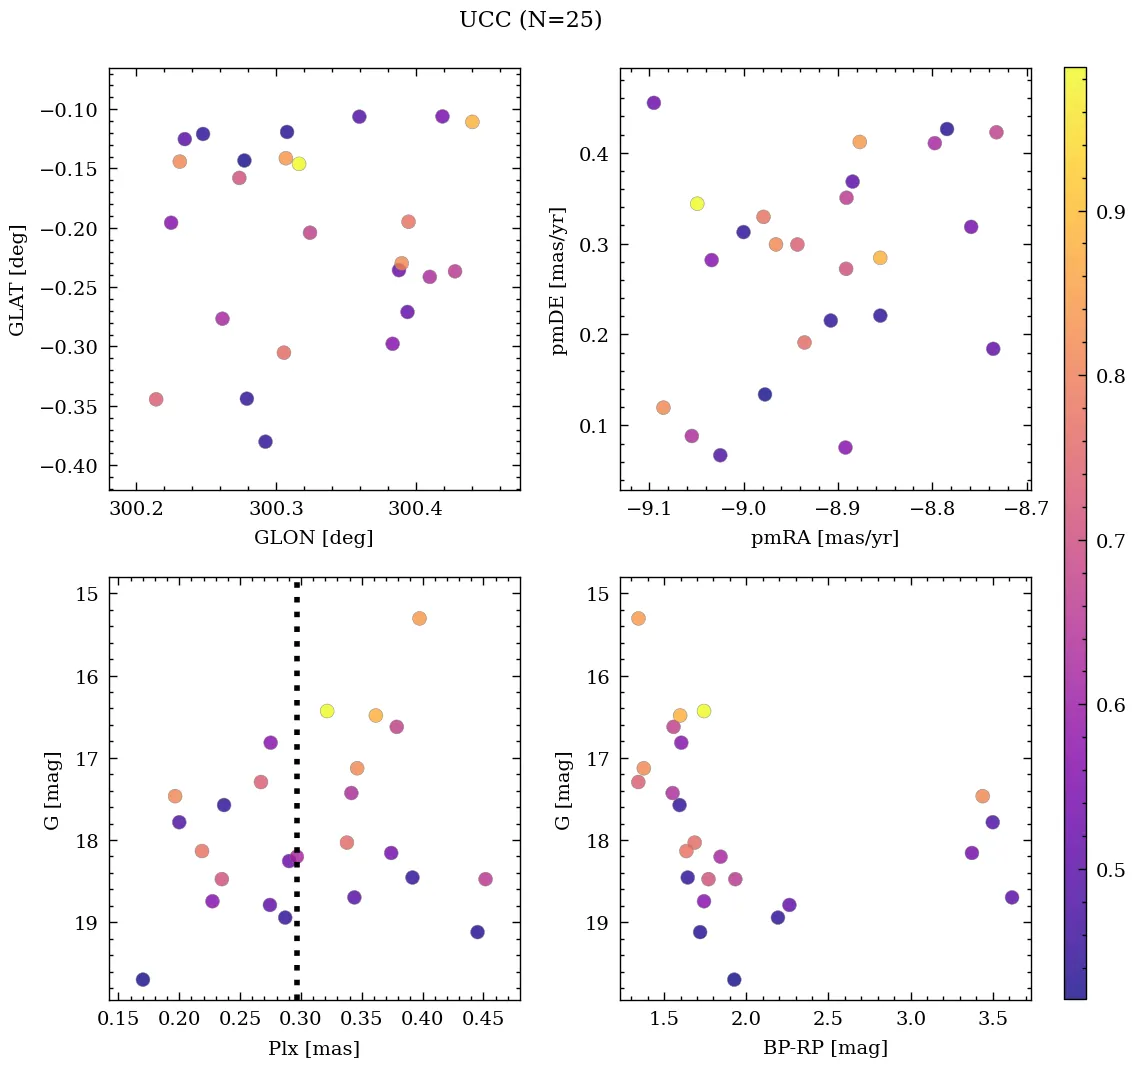 UCC (N=25)
−0.10
−0.15
−0.20
−0.25
−0.30
−0.35
−0.40
GLAT [deg]
300.2 300.3 300.4
GLON [deg]
0.4
0.3
0.2
0.1
pmDE [mas/yr]
−9.1 −9.0 −8.9 −8.8 −8.7
pmRA [mas/yr]
15
16
17
18
19
G [mag]
0.15 0.20 0.25 0.30 0.35 0.40 0.45
Plx [mas]
15
16
17
18
19
G [mag]
1.5 2.0 2.5 3.0 3.5
BP-RP [mag]
0.9
0.8
0.7
0.6
0.5